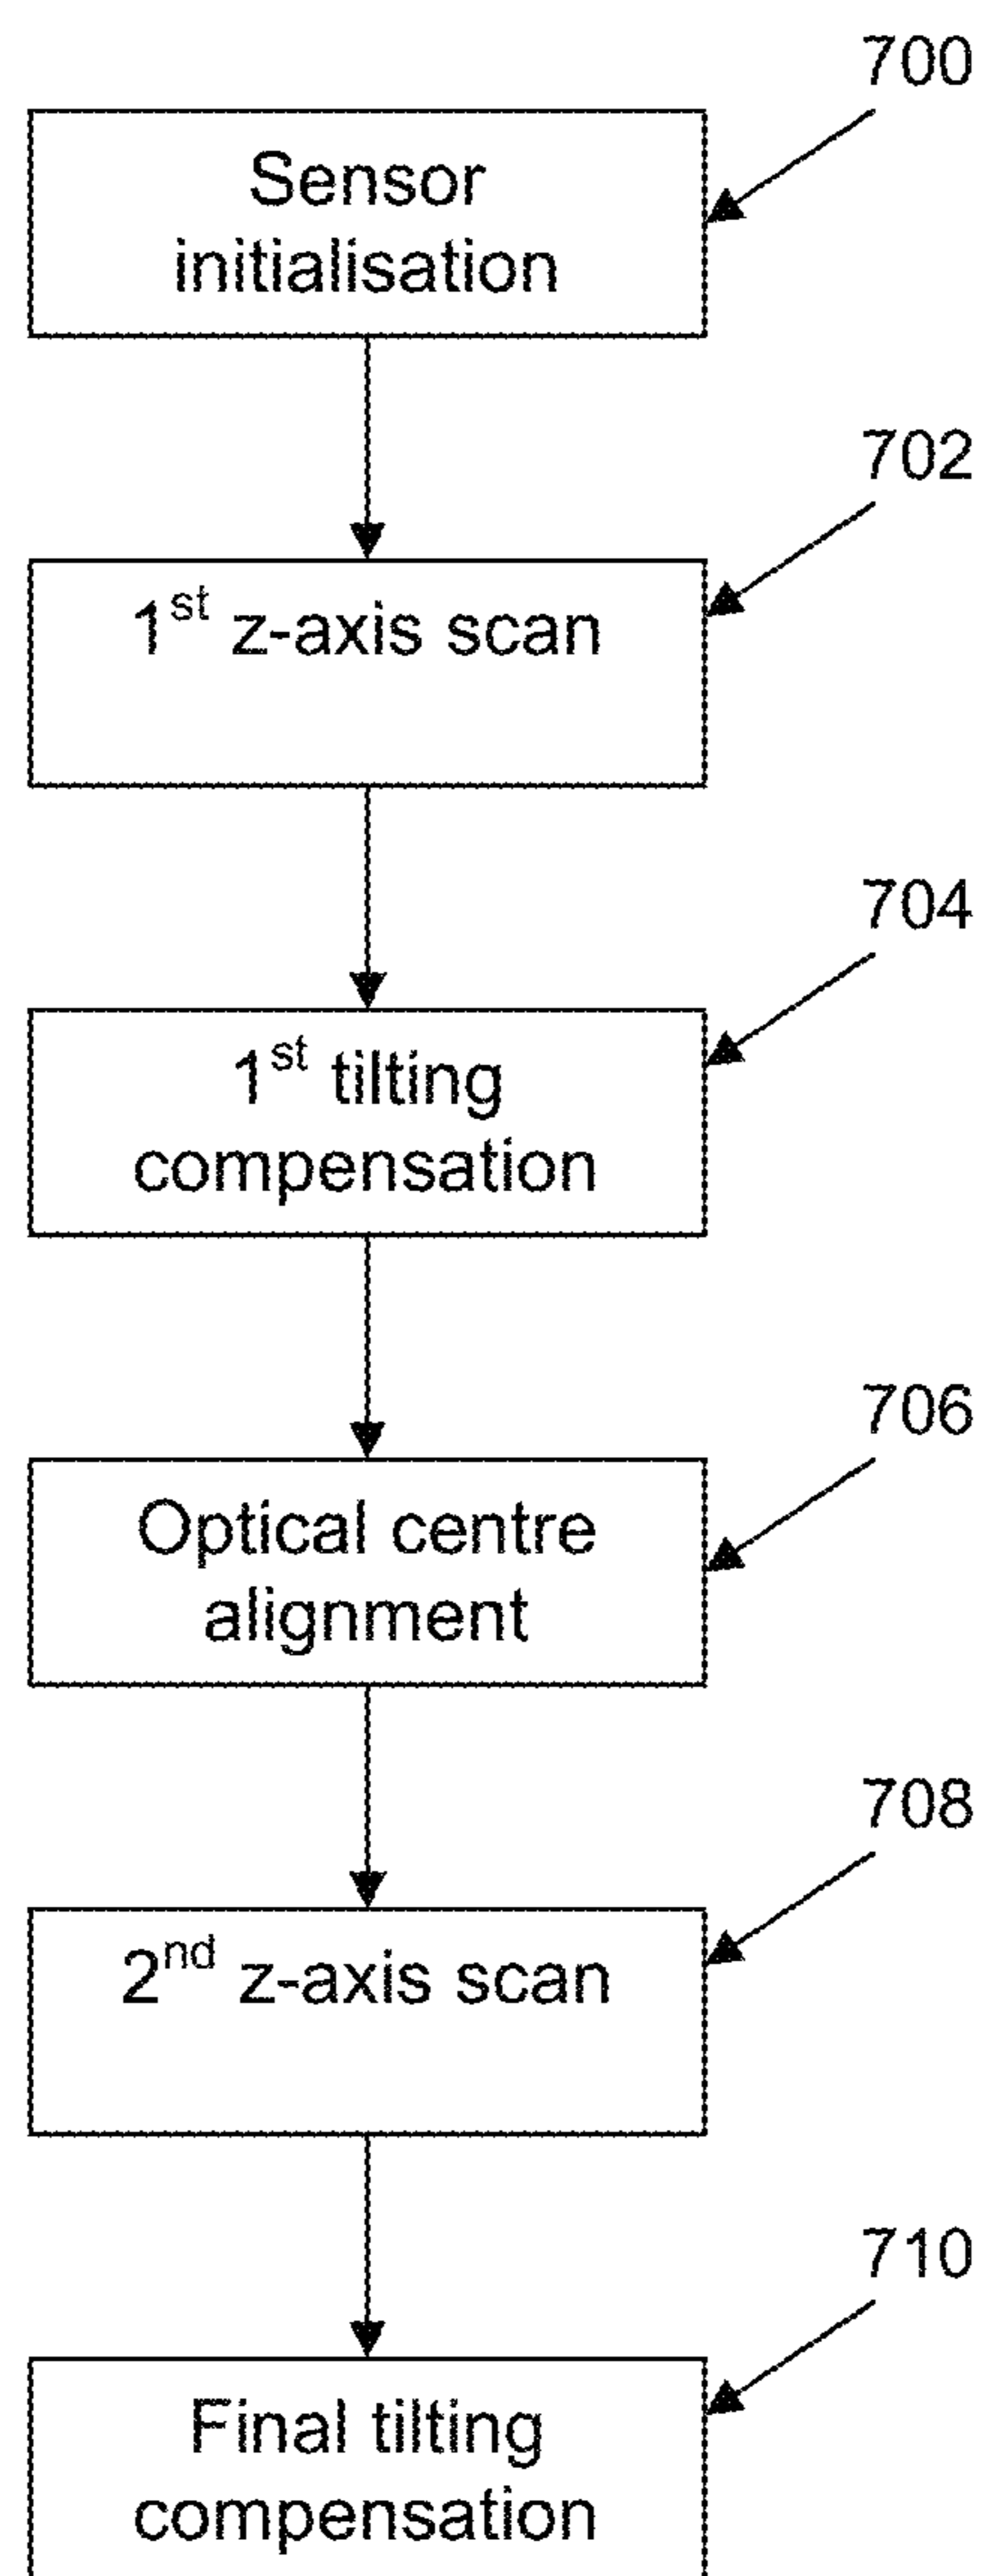 700
Sensor
initialisation
702
1st z-axis scan
704
1st tilting
compensation
706
Optical centre
alignment
708
2nd z-axis scan
710
Final tilting
compensation